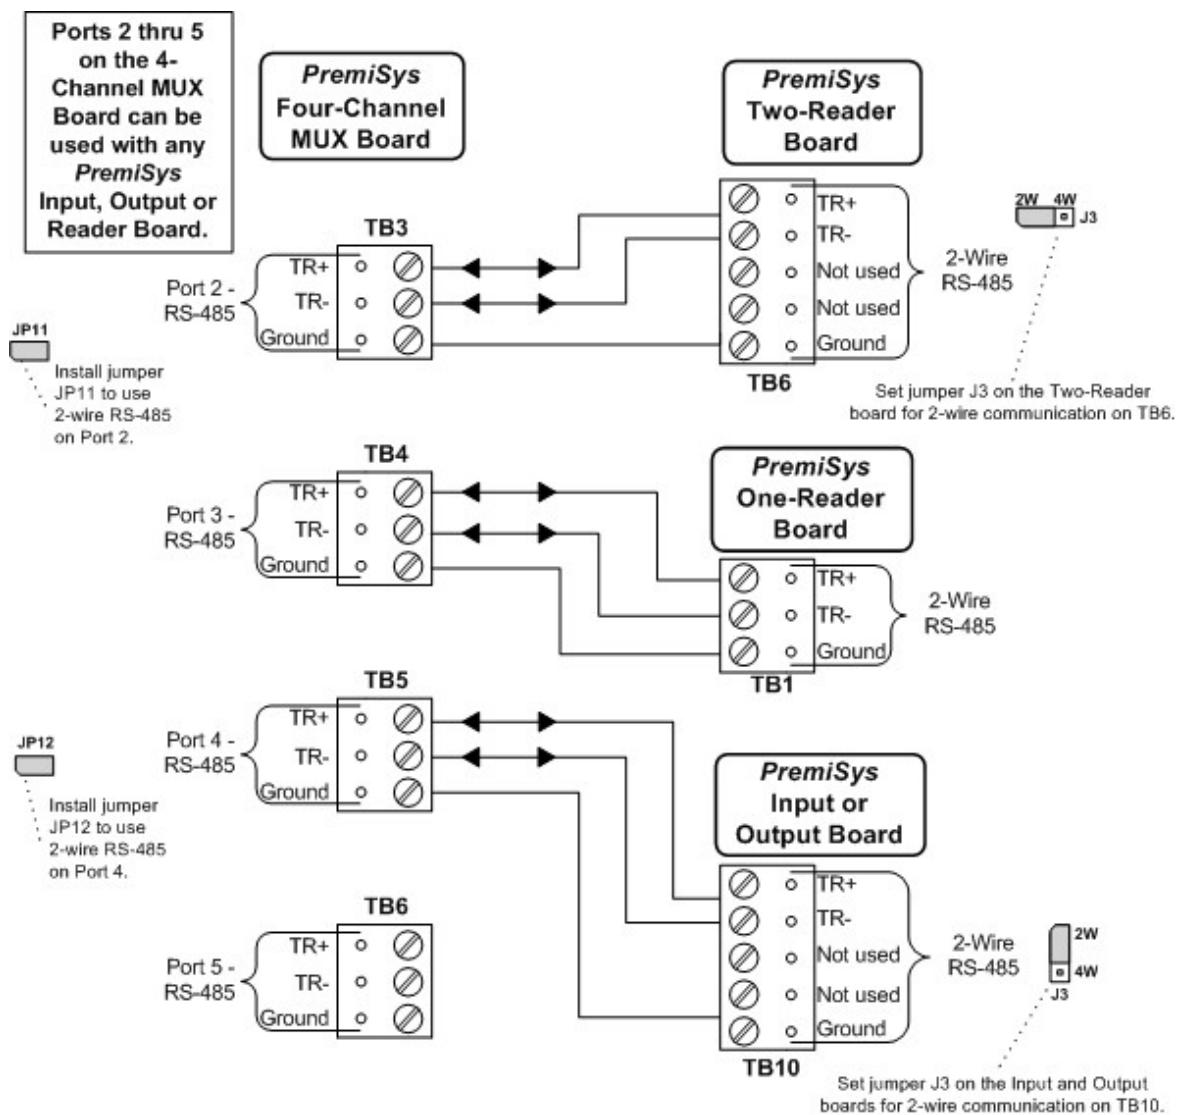 Ports 2 thru 5
on the 4-
Channel MUX
Board can be
used with any
PremiSys
Input, Output or
Reader Board.
PremiSys
Four-Channel
MUX Board
PremiSys
Two-Reader
Board
TB3
TR+
TR-
Ground
Port 2 -
RS-485
JP11
Install jumper
JP11 to use
2-wire RS-485
on Port 2.
TR+
TR-
Not used
Not used
Ground
TB6
2-Wire
RS-485
2W 4W
J3
Set jumper J3 on the Two-Reader
board for 2-wire communication on TB6.
TB4
TR+
TR-
Ground
Port 3 -
RS-485
PremiSys
One-Reader
Board
TR+
TR-
Ground
TB1
2-Wire
RS-485
TB5
TR+
TR-
Ground
Port 4 -
RS-485
JP12
Install jumper
JP12 to use
2-wire RS-485
on Port 4.
PremiSys
Input or
Output Board
TR+
TR-
Not used
Not used
Ground
TB10
2-Wire
RS-485
2W
4W
J3
Set jumper J3 on the Input and Output
boards for 2-wire communication on TB10.
TB6
TR+
TR-
Ground
Port 5 -
RS-485